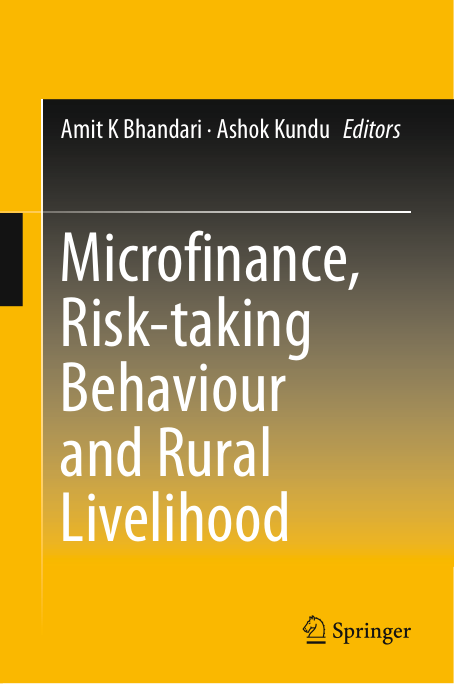 Amit K Bhandari · Ashok Kundu Editors
Microfinance,
Risk-taking
Behaviour
and Rural
Livelihood
Springer